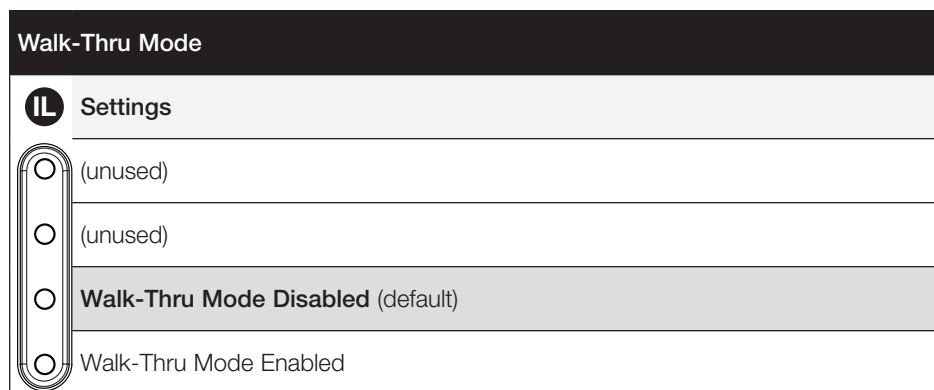 Walk-Thru Mode
IL Settings
(unused)
(unused)
Walk-Thru Mode Disabled (default)
Walk-Thru Mode Enabled